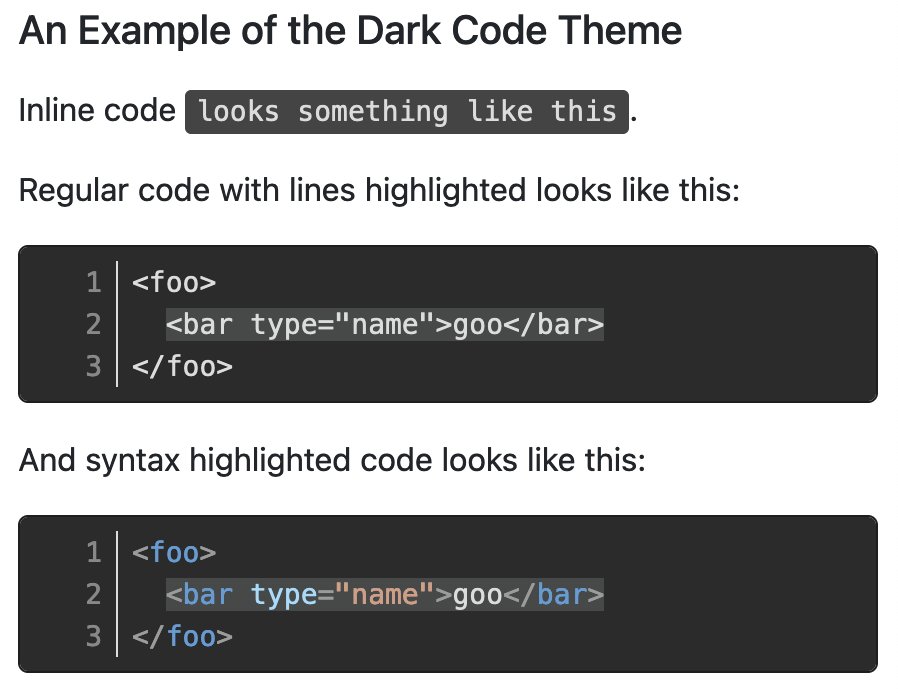 An Example of the Dark Code Theme
Inline code looks something like this.
Regular code with lines highlighted looks like this:
1 <foo>
2   <bar type="name">goo</bar>
3 </foo>
And syntax highlighted code looks like this:
1 <foo>
2   <bar type="name">goo</bar>
3 </foo>